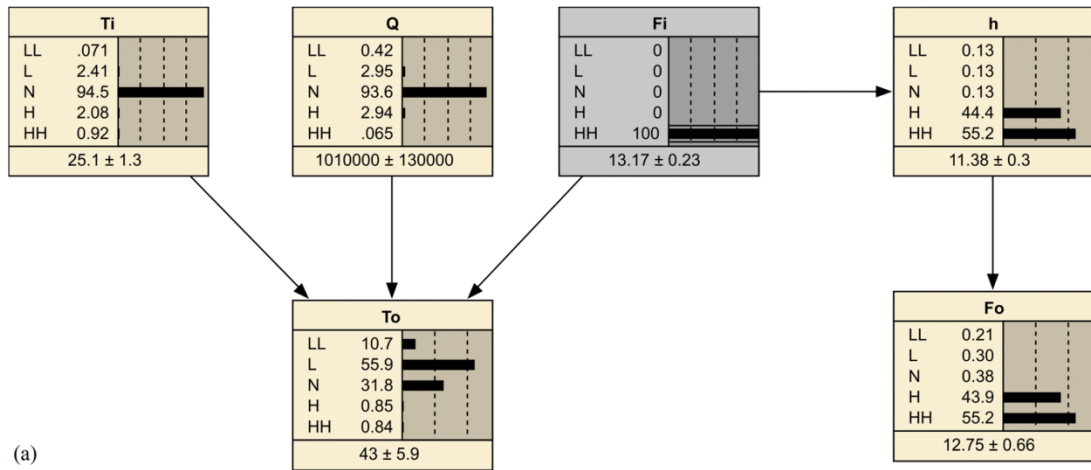 Ti
LL .071
L 2.41
N 94.5
H 2.08
HH 0.92
25.1 ± 1.3
Q
LL 0.42
L 2.95
N 93.6
H 2.94
HH .065
1010000 ± 130000
Fi
LL 0
L 0
N 0
H 0
HH 100
13.17 ± 0.23
h
LL 0.13
L 0.13
N 0.13
H 44.4
HH 55.2
11.38 ± 0.3
To
LL 10.7
L 55.9
N 31.8
H 0.85
HH 0.84
43 ± 5.9
Fo
LL 0.21
L 0.30
N 0.38
H 43.9
HH 55.2
12.75 ± 0.66
(a)